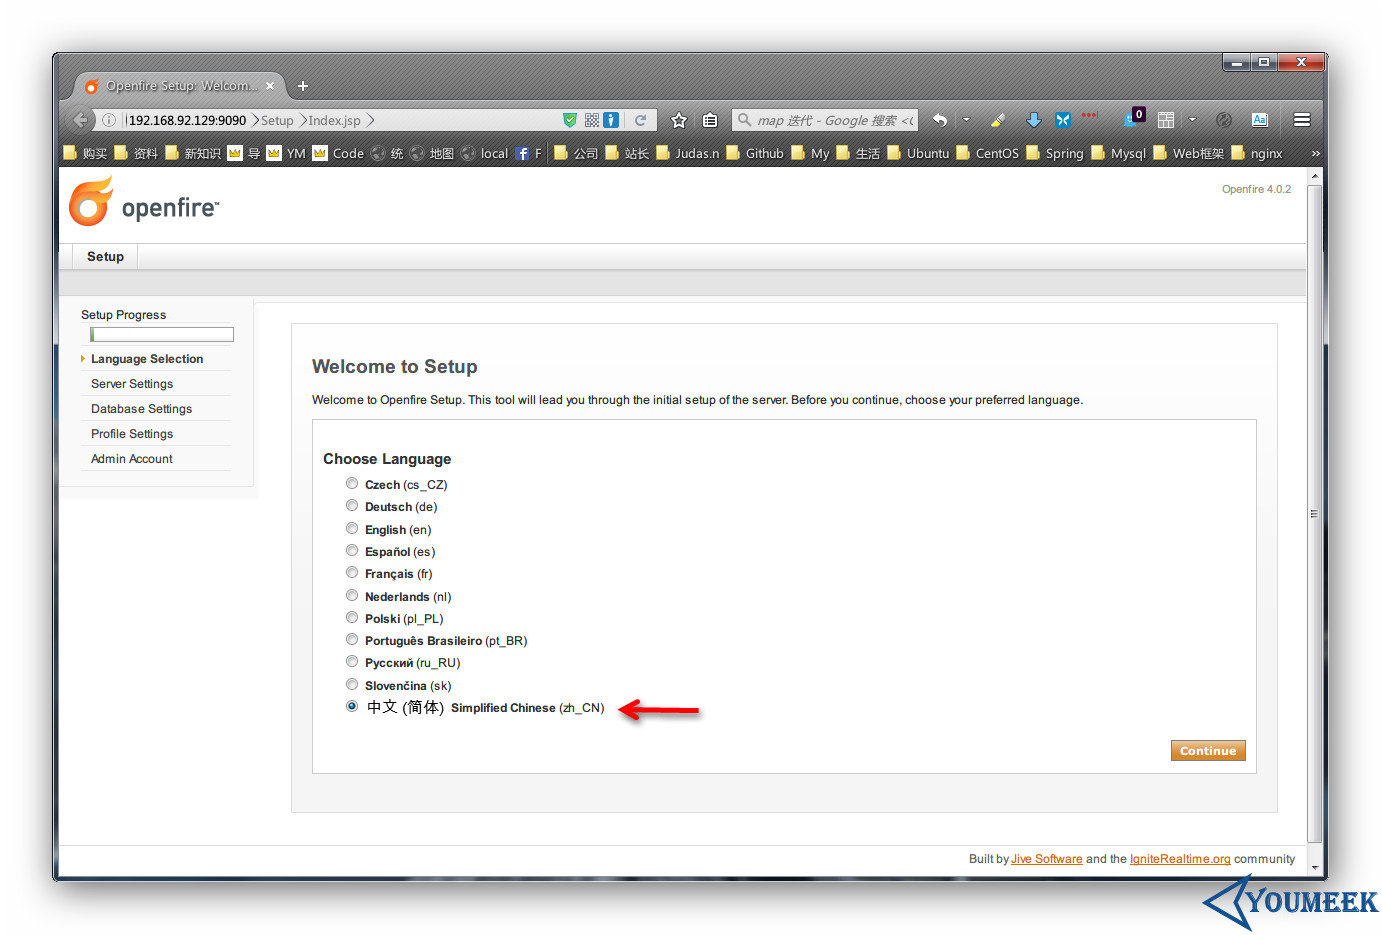 Openfire Setup: Welcom...
192.168.92.129:9090 Setup Index.jsp
map 迭代 - Google 搜索 <C
0
Aa
购买 资料 新知识 导 YM Code 统 地图 local F 公司 站长 Judas.n Github My 生活 Ubuntu CentOS Spring Mysql Web框架 nginx »
openfire™
Openfire 4.0.2
Setup
Setup Progress
Language Selection
Server Settings
Database Settings
Profile Settings
Admin Account
Welcome to Setup
Welcome to Openfire Setup. This tool will lead you through the initial setup of the server. Before you continue, choose your preferred language.
Choose Language
Czech (cs_CZ)
Deutsch (de)
English (en)
Español (es)
Français (fr)
Nederlands (nl)
Polski (pl_PL)
Português Brasileiro (pt_BR)
Русский (ru_RU)
Slovenčina (sk)
中文 (简体) Simplified Chinese (zh_CN)
Continue
Built by Jive Software and the IgniteRealtime.org community
YOUMEEK